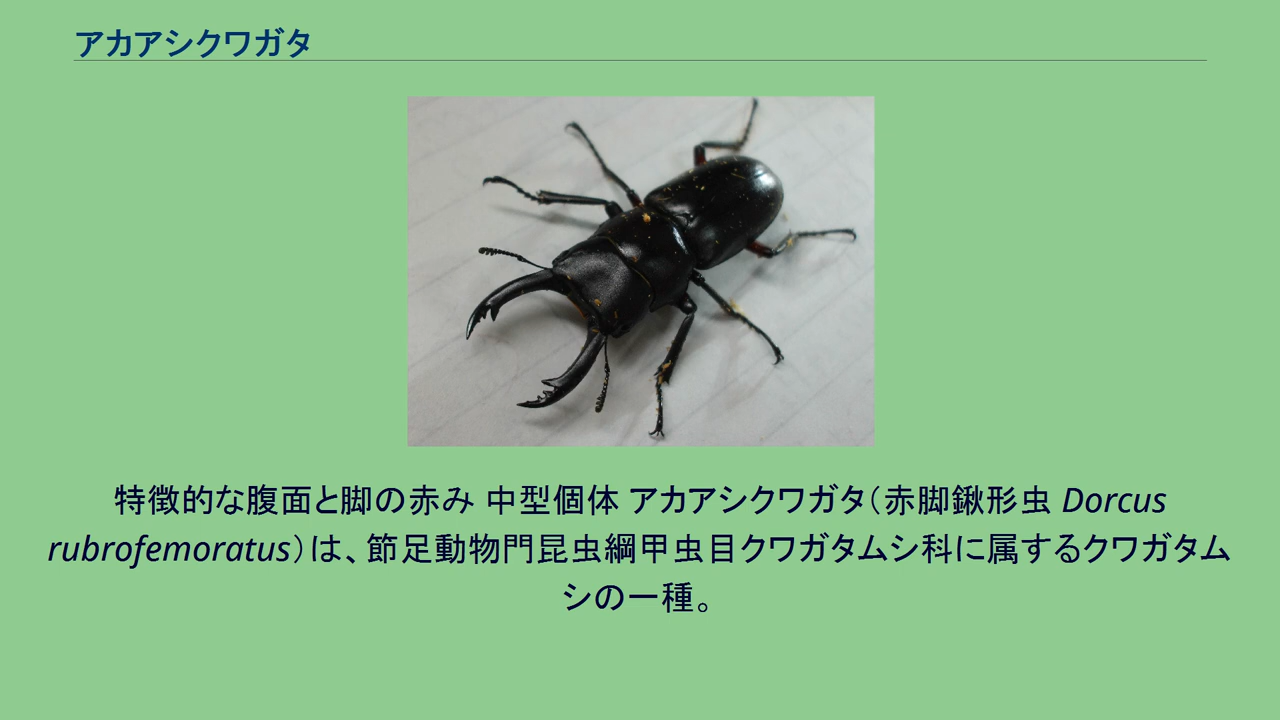 アカアシクワガタ
特徴的な腹面と脚の赤み 中型個体 アカアシクワガタ（赤脚鍬形虫 Dorcus
rubrofemoratus）は、節足動物門昆虫綱甲虫目クワガタムシ科に属するクワガタム
シの一種。